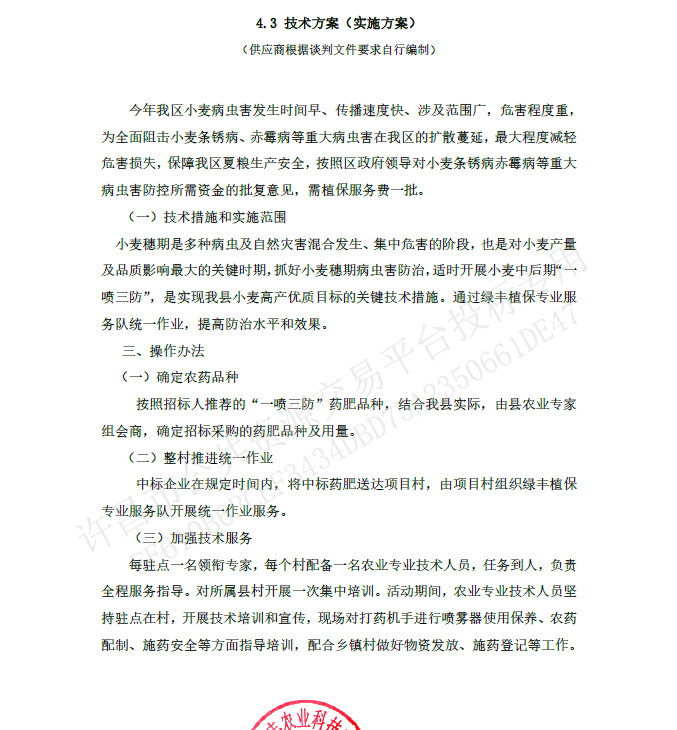 4.3 技术方案（实施方案）
（供应商根据谈判文件要求自行编制）
今年我区小麦病虫害发生时间早、传播速度快、涉及范围广，危害程度重，
为全面阻击小麦条锈病、赤霉病等重大病虫害在我区的扩散蔓延，最大程度减轻
危害损失，保障我区夏粮生产安全，按照区政府领导对小麦条锈病赤霉病等重大
病虫害防控所需资金的批复意见，需植保服务费一批。
（一）技术措施和实施范围
小麦穗期是多种病虫及自然灾害混合发生、集中危害的阶段，也是对小麦产量
及品质影响最大的关键时期，抓好小麦穗期病虫害防治，适时开展小麦中后期“一
喷三防”，是实现我县小麦高产优质目标的关键技术措施。通过绿丰植保专业服
务队统一作业，提高防治水平和效果。
三、操作办法
（一）确定农药品种
按照招标人推荐的“一喷三防”药肥品种，结合我县实际，由县农业专家
组会商，确定招标采购的药肥品种及用量。
（二）整村推进统一作业
中标企业在规定时间内，将中标药肥送达项目村，由项目村组织绿丰植保
专业服务队开展统一作业服务。
（三）加强技术服务
每驻点一名领衔专家，每个村配备一名农业专业技术人员，任务到人，负责
全程服务指导。对所属县村开展一次集中培训。活动期间，农业专业技术人员坚
持驻点在村，开展技术培训和宣传，现场对打药机手进行喷雾器使用保养、农药
配制、施药安全等方面指导培训，配合乡镇村做好物资发放、施药登记等工作。
农业科技